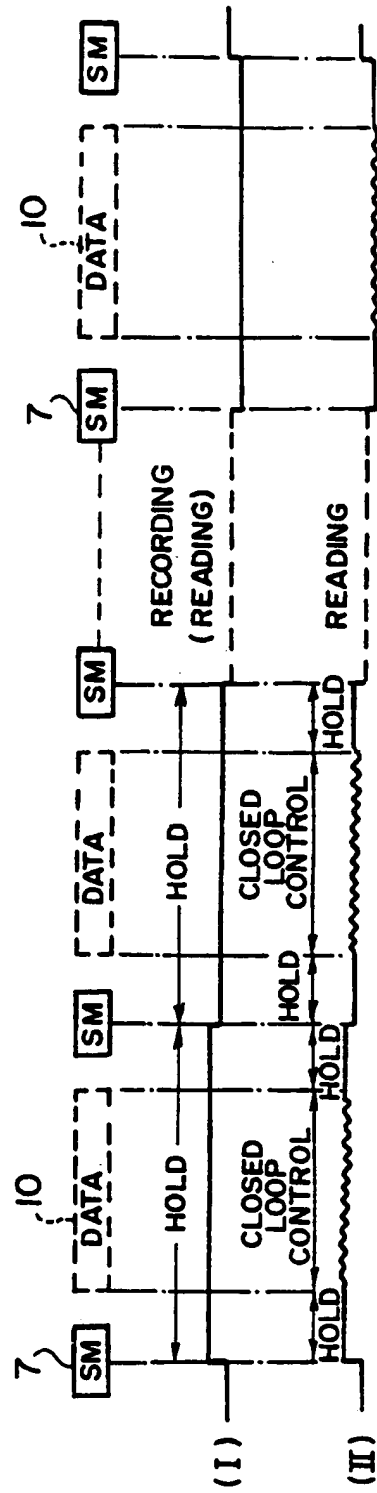 7 10 7 10
SM DATA SM DATA SM SM DATA SM
HOLD HOLD RECORDING
(READING)
(I)
CLOSED
LOOP
CONTROL
CLOSED
LOOP
CONTROL
READING
HOLD HOLD HOLD HOLD
(II)